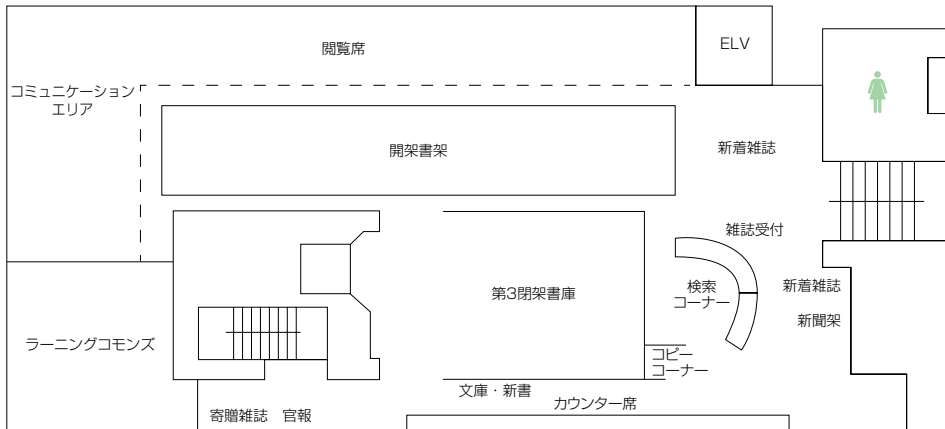 閲覧席
ELV
コミュニケーション
エリア
開架書架
新着雑誌
雑誌受付
検索
コーナー
新着雑誌
新聞架
第3閉架書庫
ラーニングコモンズ
コピー
コーナー
文庫・新書
カウンター席
寄贈雑誌　官報